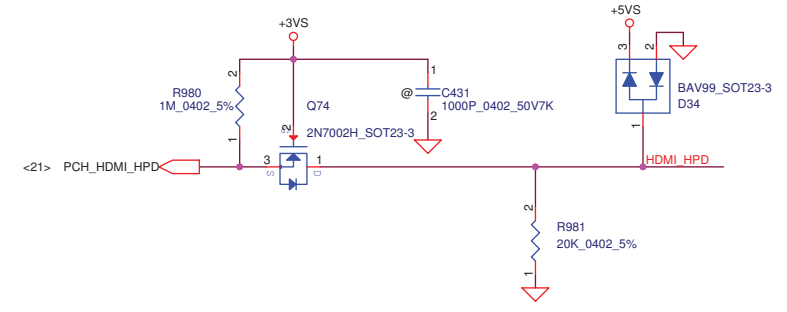 +5VS
+3VS
3
2
BAV99_SOT23-3
D34
1
2
R980
1M_0402_5%
1
Q74
G
2
2N7002H_SOT23-3
1
@
C431
1000P_0402_50V7K
2
<21> PCH_HDMI_HPD
3
S
1
D
HDMI_HPD
2
R981
20K_0402_5%
1